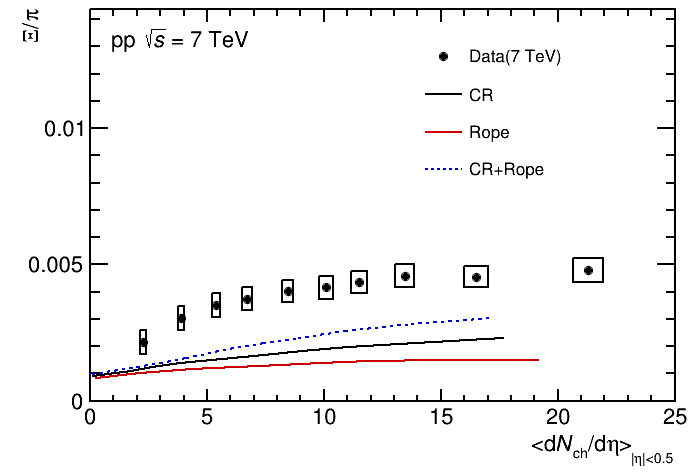 Ξ/π
pp √s = 7 TeV
Data(7 TeV)
CR
Rope
CR+Rope
0.01
0.005
0
0 5 10 15 20 25
<dNch/dη>|η|<0.5